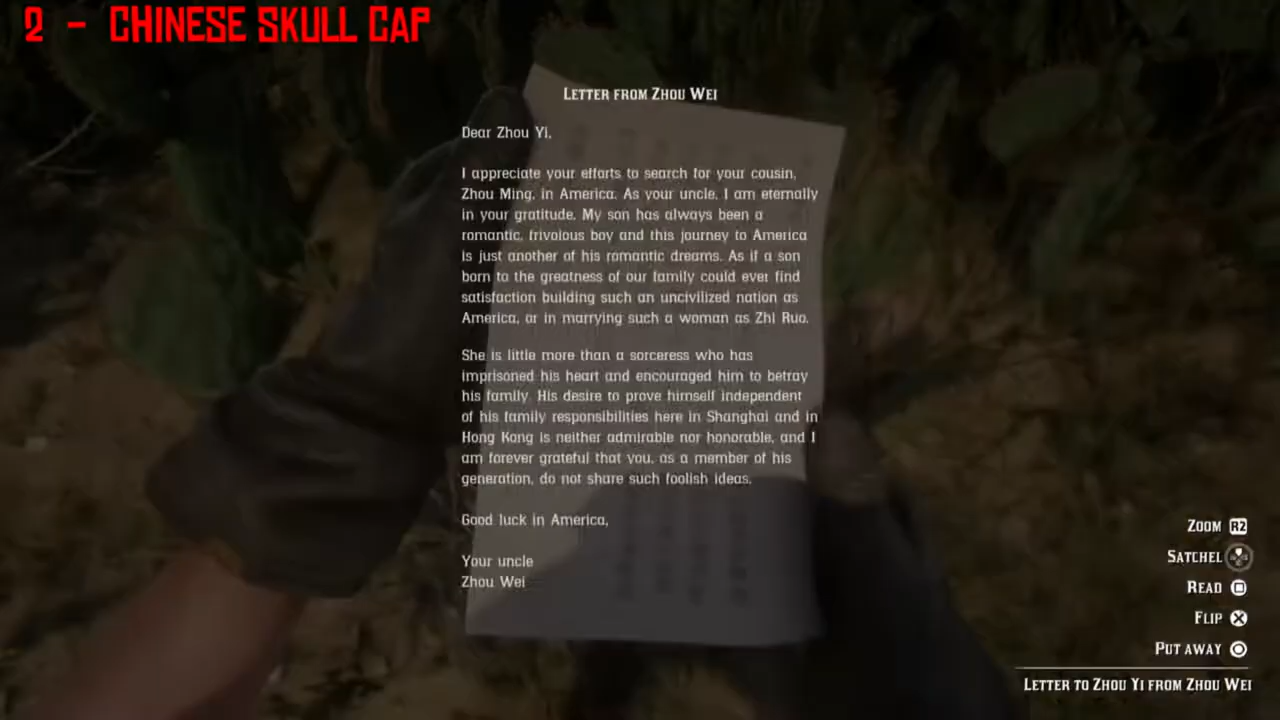 2 - CHINESE SKULL CAP
LETTER FROM ZHOU WEI
Dear Zhou Yi,
I appreciate your efforts to search for your cousin,
Zhou Ming, in America. As your uncle, I am eternally
in your gratitude. My son has always been a
romantic, frivolous boy and this journey to America
is just another of his romantic dreams. As if a son
born to the greatness of our family could ever find
satisfaction building such an uncivilized nation as
America, or in marrying such a woman as Zhi Ruo.
She is little more than a sorceress who has
imprisoned his heart and encouraged him to betray
his family. His desire to prove himself independent
of his family responsibilities here in Shanghai and in
Hong Kong is neither admirable nor honorable, and I
am forever grateful that you, as a member of his
generation, do not share such foolish ideas.
Good luck in America,
Your uncle
Zhou Wei
ZOOM R2
SATCHEL
READ
FLIP
PUT AWAY
LETTER TO ZHOU YI FROM ZHOU WEI